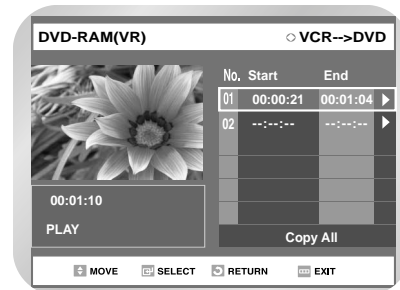 DVD-RAM(VR) VCR-->DVD
No. Start End
01 00:00:21 00:01:04
02 --:--:-- --:--:--
00:01:10
PLAY
Copy All
MOVE SELECT RETURN EXIT